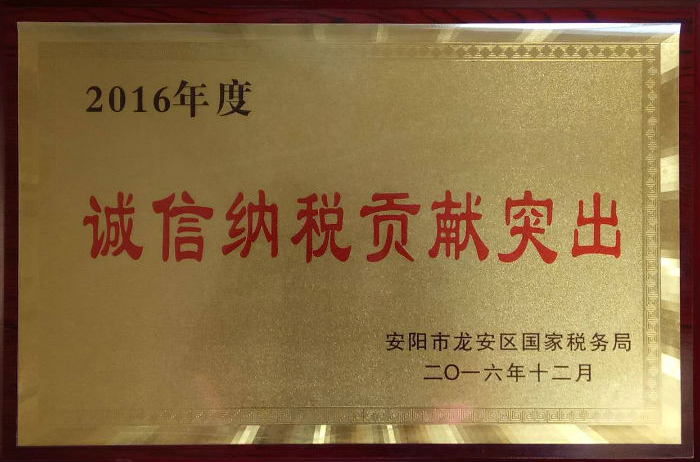 2016年度
诚信纳税贡献突出
安阳市龙安区国家税务局
二〇一六年十二月